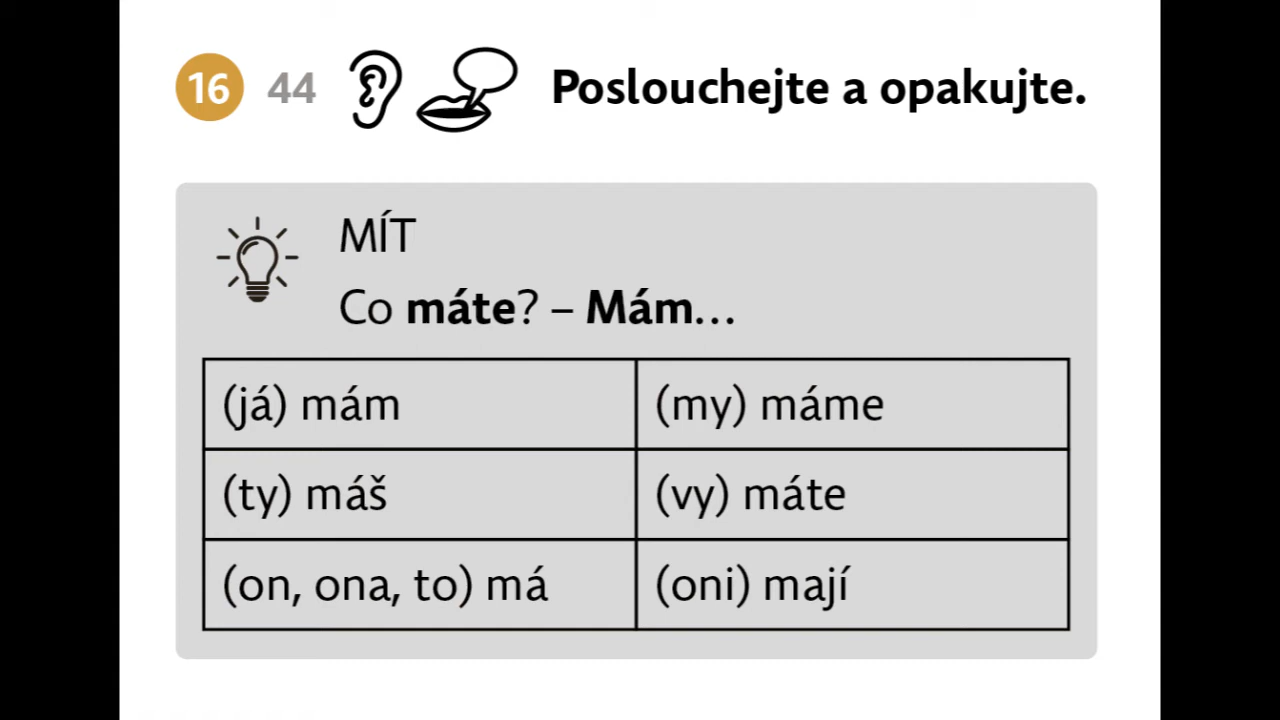 16 44 Poslouchejte a opakujte.
MÍT
Co máte? – Mám…
(já) mám (my) máme
(ty) máš (vy) máte
(on, ona, to) má (oni) mají